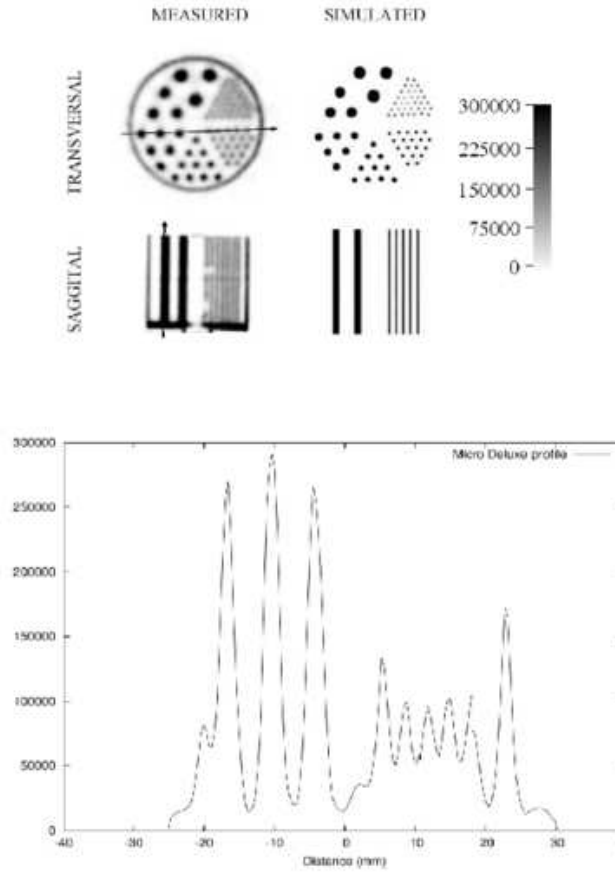 MEASURED SIMULATED
TRANSVERSAL
300000
225000
150000
75000
0
SAGGITAL
300000
250000
200000
150000
100000
50000
0
Micro Deluxe profile
-40 -30 -20 -10 0 10 20 30
Distance (mm)